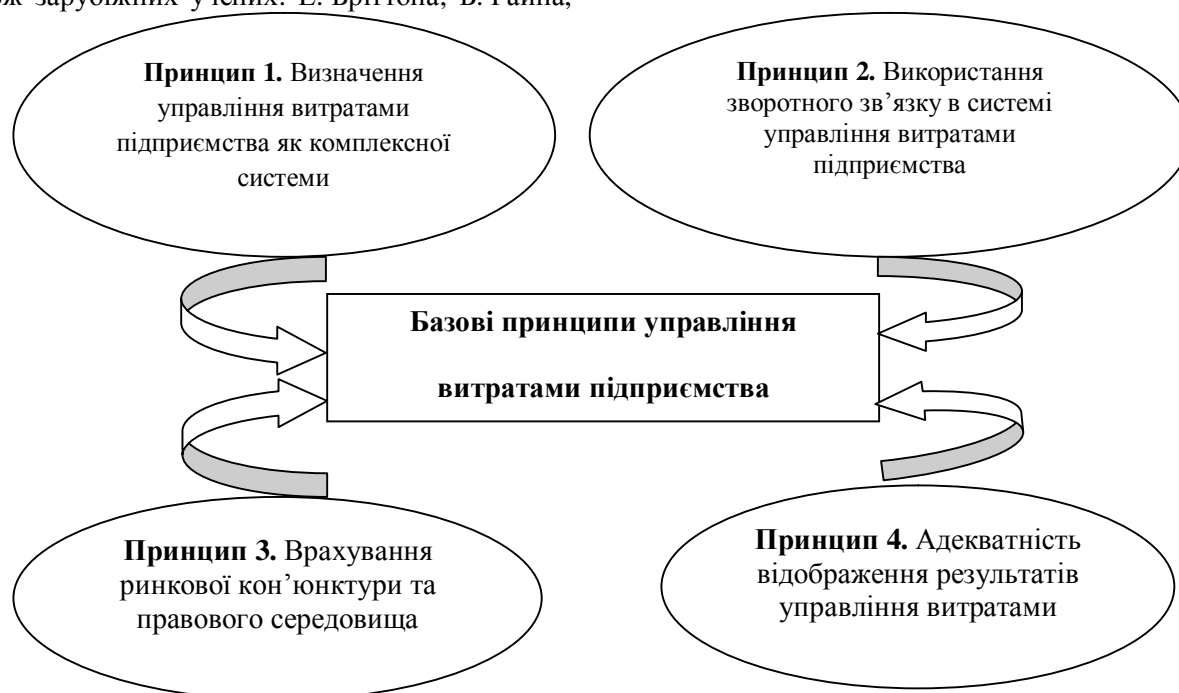 зарубіжних учених:
Принцип 1. Визначення
управління витратами
підприємства як комплексної
системи
Принцип 2. Використання
зворотного зв’язку в системі
управління витратами
підприємства
Базові принципи управління
витратами підприємства
Принцип 3. Врахування
ринкової кон’юнктури та
правового середовища
Принцип 4. Адекватність
відображення результатів
управління витратами